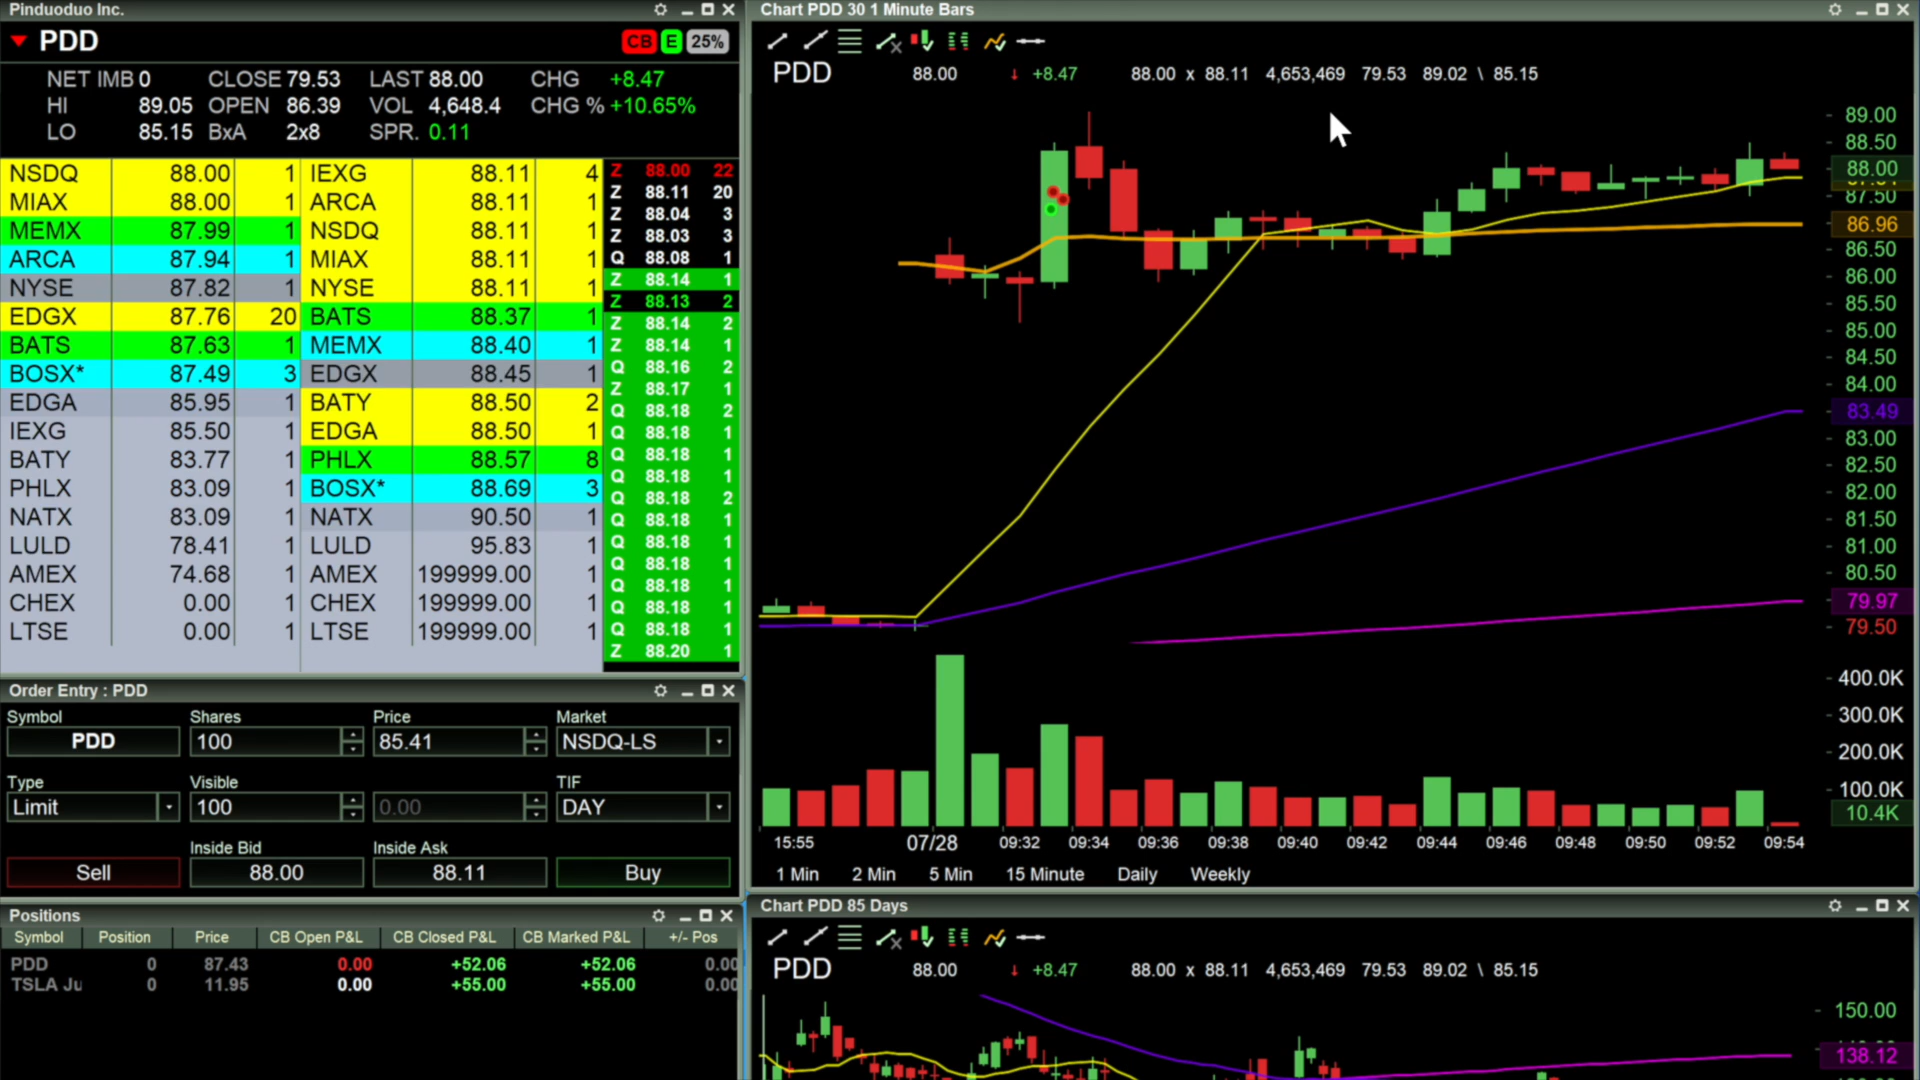 Pinduoduo Inc.
PDD
CB E 25%
NET IMB 0 CLOSE 79.53 LAST 88.00 CHG +8.47
HI 89.05 OPEN 86.39 VOL 4,648.4 CHG % +10.65%
LO 85.15 BxA 2x8 SPR. 0.11
NSDQ 88.00 1 IEXG 88.11 4
MIAX 88.00 1 ARCA 88.11 1
MEMX 87.99 1 NSDQ 88.11 1
ARCA 87.94 1 MIAX 88.11 1
NYSE 87.82 1 NYSE 88.11 1
EDGX 87.76 20 BATS 88.37 1
BATS 87.63 1 MEMX 88.40 1
BOSX* 87.49 3 EDGX 88.45 1
EDGA 85.95 1 BATY 88.50 2
IEXG 85.50 1 EDGA 88.50 1
BATY 83.77 1 PHLX 88.57 8
PHLX 83.09 1 BOSX* 88.69 3
NATX 83.09 1 NATX 90.50 1
LULD 78.41 1 LULD 95.83 1
AMEX 74.68 1 AMEX 199999.00 1
CHEX 0.00 1 CHEX 199999.00 1
LTSE 0.00 1 LTSE 199999.00 1
Z 88.00 22
Z 88.11 20
Z 88.04 3
Z 88.03 3
Q 88.08 1
Z 88.14 1
Z 88.13 2
Z 88.14 2
Z 88.14 1
Q 88.16 2
Z 88.17 1
Q 88.18 2
Q 88.18 1
Q 88.18 1
Q 88.18 1
Q 88.18 2
Q 88.18 1
Q 88.18 1
Q 88.18 1
Q 88.18 1
Q 88.18 1
Q 88.18 1
Z 88.20 1
Order Entry : PDD
Symbol Shares Price Market
PDD 100 85.41 NSDQ-LS
Type Visible TIF
Limit 100 0.00 DAY
Inside Bid Inside Ask
Sell 88.00 88.11 Buy
Positions
Symbol Position Price CB Open P&L CB Closed P&L CB Marked P&L +/- Pos
PDD 0 87.43 0.00 +52.06 +52.06 0.00
TSLA Ju 0 11.95 0.00 +55.00 +55.00 0.00
Chart PDD 30 1 Minute Bars
PDD 88.00 ↓ +8.47 88.00 x 88.11 4,653,469 79.53 89.02 \ 85.15
89.00
88.50
88.00
87.50
86.96
86.50
86.00
85.50
85.00
84.50
84.00
83.49
83.00
82.50
82.00
81.50
81.00
80.50
79.97
79.50
400.0K
300.0K
200.0K
100.0K
10.4K
15:55 07/28 09:32 09:34 09:36 09:38 09:40 09:42 09:44 09:46 09:48 09:50 09:52 09:54
1 Min 2 Min 5 Min 15 Minute Daily Weekly
Chart PDD 85 Days
PDD 88.00 ↓ +8.47 88.00 x 88.11 4,653,469 79.53 89.02 \ 85.15
150.00
138.12